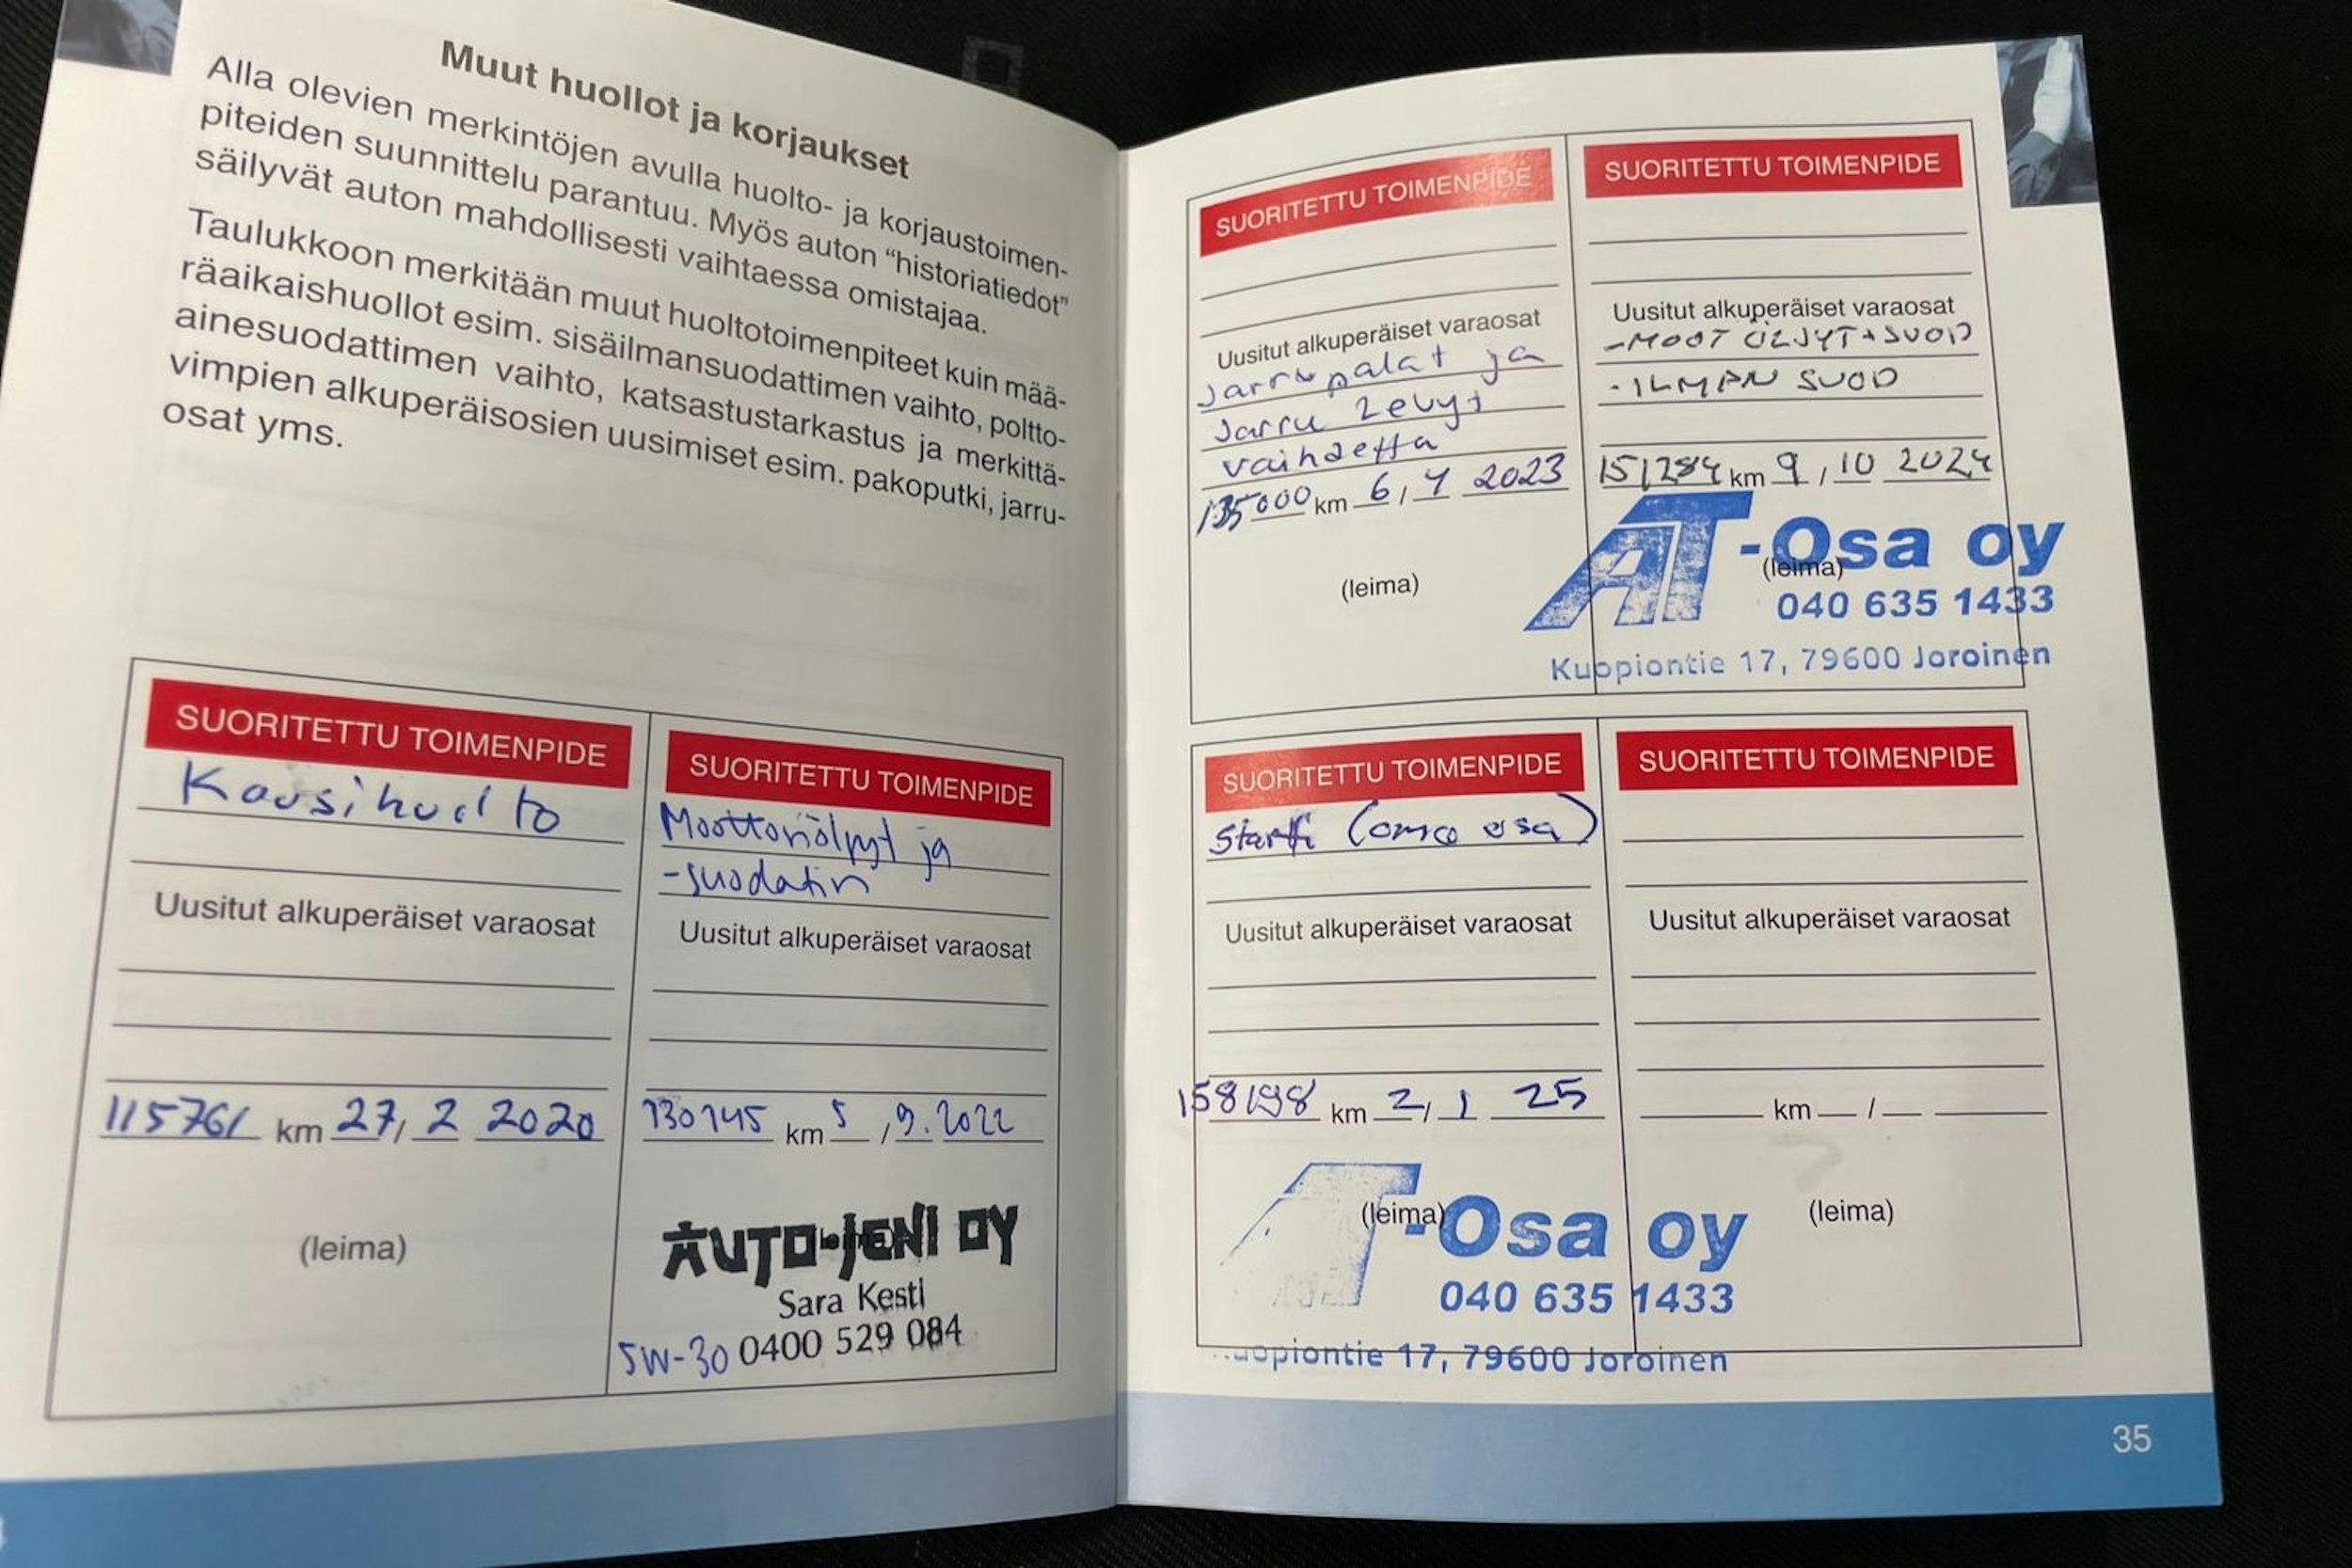 Muut huollot ja korjaukset
Alla olevien merkintöjen avulla huolto- ja korjaustoimen-
piteiden suunnittelu parantuu. Myös auton “historiatiedot”
säilyvät auton mahdollisesti vaihtaessa omistajaa.
Taulukkoon merkitään muut huoltotoimenpiteet kuin mää-
räaikaishuollot esim. sisäilmansuodattimen vaihto, poltto-
ainesuodattimen vaihto, katsastustarkastus ja merkittä-
vimpien alkuperäisosien uusimiset esim. pakoputki, jarru-
osat yms.
SUORITETTU TOIMENPIDE
Kausihuolto
Uusitut alkuperäiset varaosat
115761 km 27 / 2 2020
(leima)
SUORITETTU TOIMENPIDE
Moottoriöljyt ja
-suodatin
Uusitut alkuperäiset varaosat
130145 km 5 / 9. 2022
AUTO-JENI OY
Sara Kesti
5W-30 0400 529 084
SUORITETTU TOIMENPIDE
Uusitut alkuperäiset varaosat
Jarrupalat ja
Jarru levyt
vaihdettu
135000 km 6 / 4 2023
(leima)
SUORITETTU TOIMENPIDE
Uusitut alkuperäiset varaosat
-MOOT ÖLJYT+SUOD
-ILMAN SUOD
151284 km 9 / 10 2024
AT-Osa oy
(leima)
040 635 1433
Kuopiontie 17, 79600 Joroinen
SUORITETTU TOIMENPIDE
Startti (oma osa)
Uusitut alkuperäiset varaosat
158198 km 2 / 1 25
(leima)
AT-Osa oy
040 635 1433
Kuopiontie 17, 79600 Joroinen
SUORITETTU TOIMENPIDE
Uusitut alkuperäiset varaosat
km /
(leima)
35